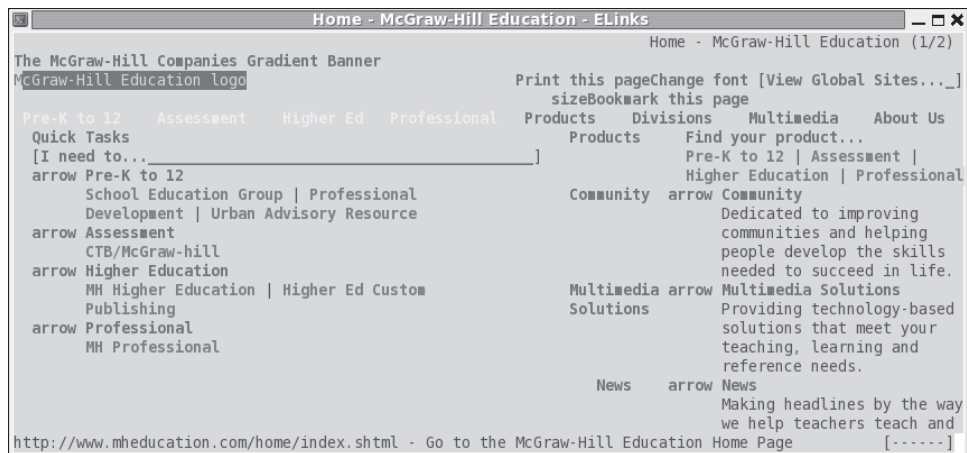 Home - McGraw-Hill Education - ELinks
Home - McGraw-Hill Education (1/2)
The McGraw-Hill Companies Gradient Banner
McGraw-Hill Education logo Print this pageChange font [View Global Sites..._]
sizeBookmark this page
Pre-K to 12 Assessment Higher Ed Professional Products Divisions Multimedia About Us
Quick Tasks Products Find your product...
[I need to...___________________________________________] Pre-K to 12 | Assessment |
arrow Pre-K to 12 Higher Education | Professional
School Education Group | Professional Community arrow Community
Development | Urban Advisory Resource Dedicated to improving
arrow Assessment communities and helping
CTB/McGraw-hill people develop the skills
arrow Higher Education needed to succeed in life.
MH Higher Education | Higher Ed Custom Multimedia arrow Multimedia Solutions
Publishing Solutions Providing technology-based
arrow Professional solutions that meet your
MH Professional teaching, learning and
reference needs.
News arrow News
Making headlines by the way
we help teachers teach and
http://www.mheducation.com/home/index.shtml - Go to the McGraw-Hill Education Home Page [------]